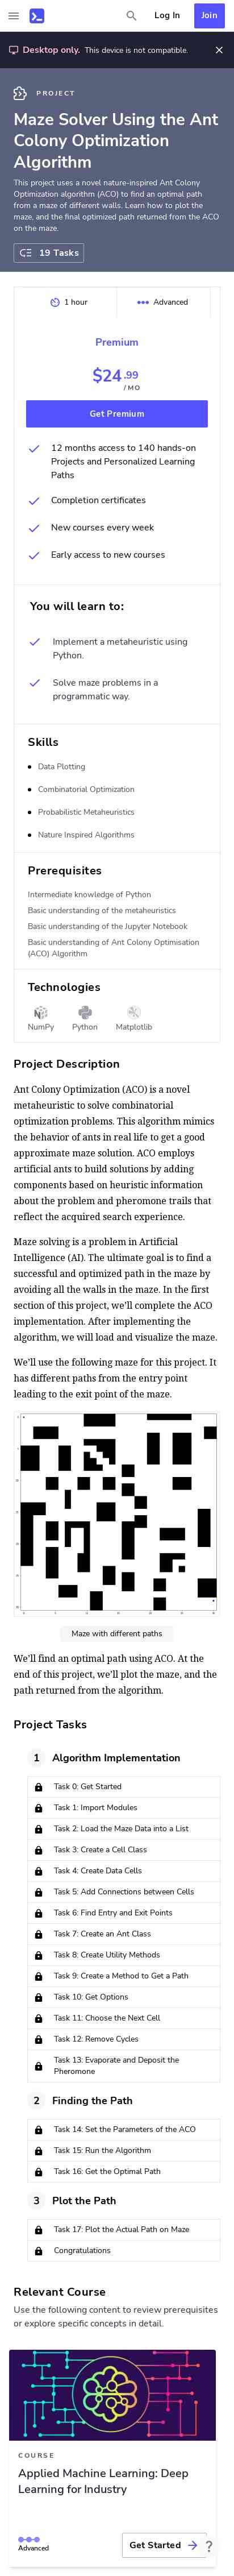 Log In
Join
Desktop only. This device is not compatible.
PROJECT
Maze Solver Using the Ant
Colony Optimization
Algorithm
This project uses a novel nature-inspired Ant Colony
Optimization algorithm (ACO) to find an optimal path
from a maze of different walls. Learn how to plot the
maze, and the final optimized path returned from the ACO
on the maze.
19 Tasks
1 hour
Advanced
Premium
$24.99
/ MO
Get Premium
12 months access to 140 hands-on
Projects and Personalized Learning
Paths
Completion certificates
New courses every week
Early access to new courses
You will learn to:
Implement a metaheuristic using
Python.
Solve maze problems in a
programmatic way.
Skills
Data Plotting
Combinatorial Optimization
Probabilistic Metaheuristics
Nature Inspired Algorithms
Prerequisites
Intermediate knowledge of Python
Basic understanding of the metaheuristics
Basic understanding of the Jupyter Notebook
Basic understanding of Ant Colony Optimisation
(ACO) Algorithm
Technologies
NumPy
Python
Matplotlib
Project Description
Ant Colony Optimization (ACO) is a novel
metaheuristic to solve combinatorial
optimization problems. This algorithm mimics
the behavior of ants in real life to get a good
approximate maze solution. ACO employs
artificial ants to build solutions by adding
components based on heuristic information
about the problem and pheromone trails that
reflect the acquired search experience.
Maze solving is a problem in Artificial
Intelligence (AI). The ultimate goal is to find a
successful and optimized path in the maze by
avoiding all the walls in the maze. In the first
section of this project, we’ll complete the ACO
implementation. After implementing the
algorithm, we will load and visualize the maze.
We’ll use the following maze for this project. It
has different paths from the entry point
leading to the exit point of the maze.
Maze with different paths
We’ll find an optimal path using ACO. At the
end of this project, we’ll plot the maze, and the
path returned from the algorithm.
Project Tasks
1 Algorithm Implementation
Task 0: Get Started
Task 1: Import Modules
Task 2: Load the Maze Data into a List
Task 3: Create a Cell Class
Task 4: Create Data Cells
Task 5: Add Connections between Cells
Task 6: Find Entry and Exit Points
Task 7: Create an Ant Class
Task 8: Create Utility Methods
Task 9: Create a Method to Get a Path
Task 10: Get Options
Task 11: Choose the Next Cell
Task 12: Remove Cycles
Task 13: Evaporate and Deposit the
Pheromone
2 Finding the Path
Task 14: Set the Parameters of the ACO
Task 15: Run the Algorithm
Task 16: Get the Optimal Path
3 Plot the Path
Task 17: Plot the Actual Path on Maze
Congratulations
Relevant Course
Use the following content to review prerequisites
or explore specific concepts in detail.
COURSE
Applied Machine Learning: Deep
Learning for Industry
Advanced
Get Started
?